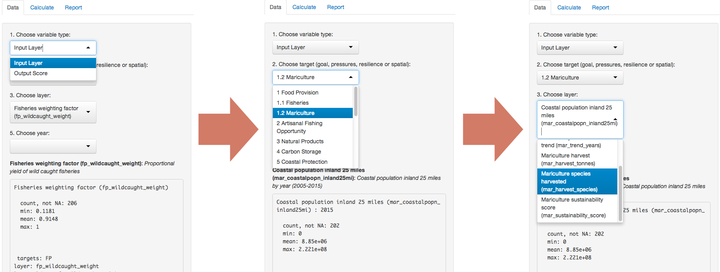 Data
Calculate
Report
1. Choose variable type:
Input Layer
Input Layer
Output Score
resilience or spatial):
3. Choose layer:
Fisheries weighting factor
(fp_wildcaught_weight)
5. Choose year:
Fisheries weighting factor (fp_wildcaught_weight): Proportional
yield of wild caught fisheries
Fisheries weighting factor (fp_wildcaught_weight)
count, not NA: 206
min: 0.1181
mean: 0.9148
max: 1
targets: FP
layer: fp_wildcaught_weight
Data
Calculate
Report
1. Choose variable type:
Input Layer
2. Choose target (goal, pressures, resilience or spatial):
1.2 Mariculture
1 Food Provision
1.1 Fisheries
1.2 Mariculture
2 Artisanal Fishing
Opportunity
3 Natural Products
4 Carbon Storage
5 Coastal Protection
Coastal population inland 25 miles
(mar_coastalpopn_inland25mi): Coastal population inland 25 miles
by year (2005-2015)
Coastal population inland 25 miles (mar_coastalpopn_
inland25mi) : 2015
count, not NA: 202
min: 0
mean: 8.85e+06
max: 2.221e+08
Data
Calculate
Report
1. Choose variable type:
Input Layer
2. Choose target (goal, pressures, resilience or spatial):
1.2 Mariculture
3. Choose layer:
Coastal population inland 25
miles
(mar_coastalpopn_inland25mi)
trend (mar_trend_years)
Mariculture harvest
(mar_harvest_tonnes)
Mariculture species
harvested
(mar_harvest_species)
Mariculture sustainability
score
(mar_sustainability_score)
5 miles (mar_coastalpopn_
count, not NA: 202
min: 0
mean: 8.85e+06
max: 2.221e+08